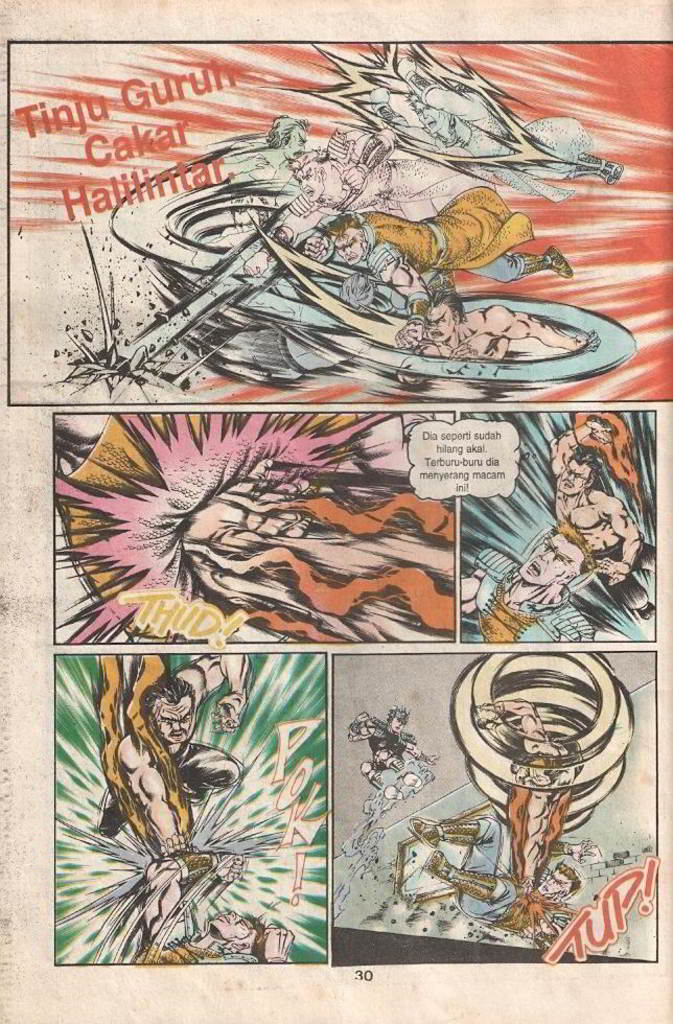 Tinju Guruh
Cakar
Halilintar.
Dia seperti sudah
hilang akal.
Terburu-buru dia
menyerang macam
ini!
THUD!
POK!
TUP!
30